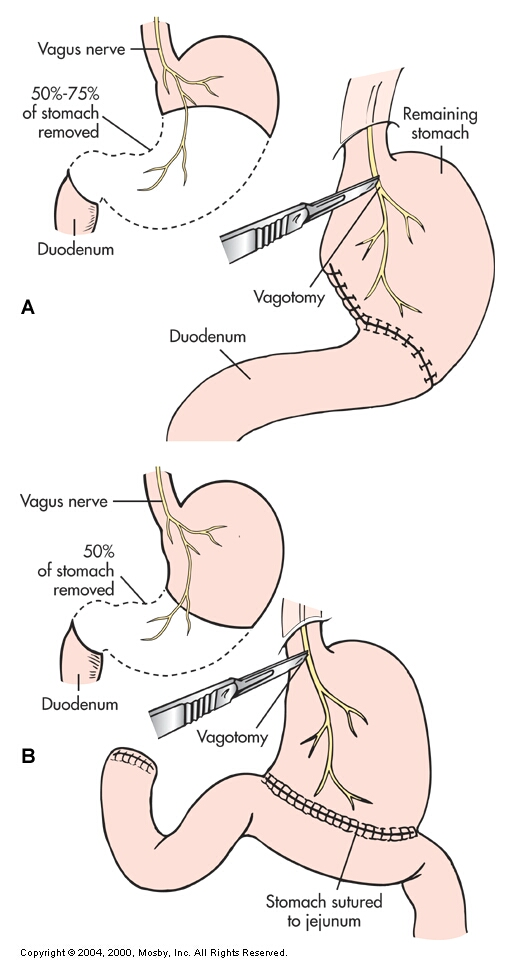 Vagus nerve
50%-75%
of stomach
removed
Duodenum
Remaining
stomach
Vagotomy
A
Duodenum
Vagus nerve
50%
of stomach
removed
Duodenum
Vagotomy
B
Stomach sutured
to jejunum
Copyright © 2004, 2000, Mosby, Inc. All Rights Reserved.